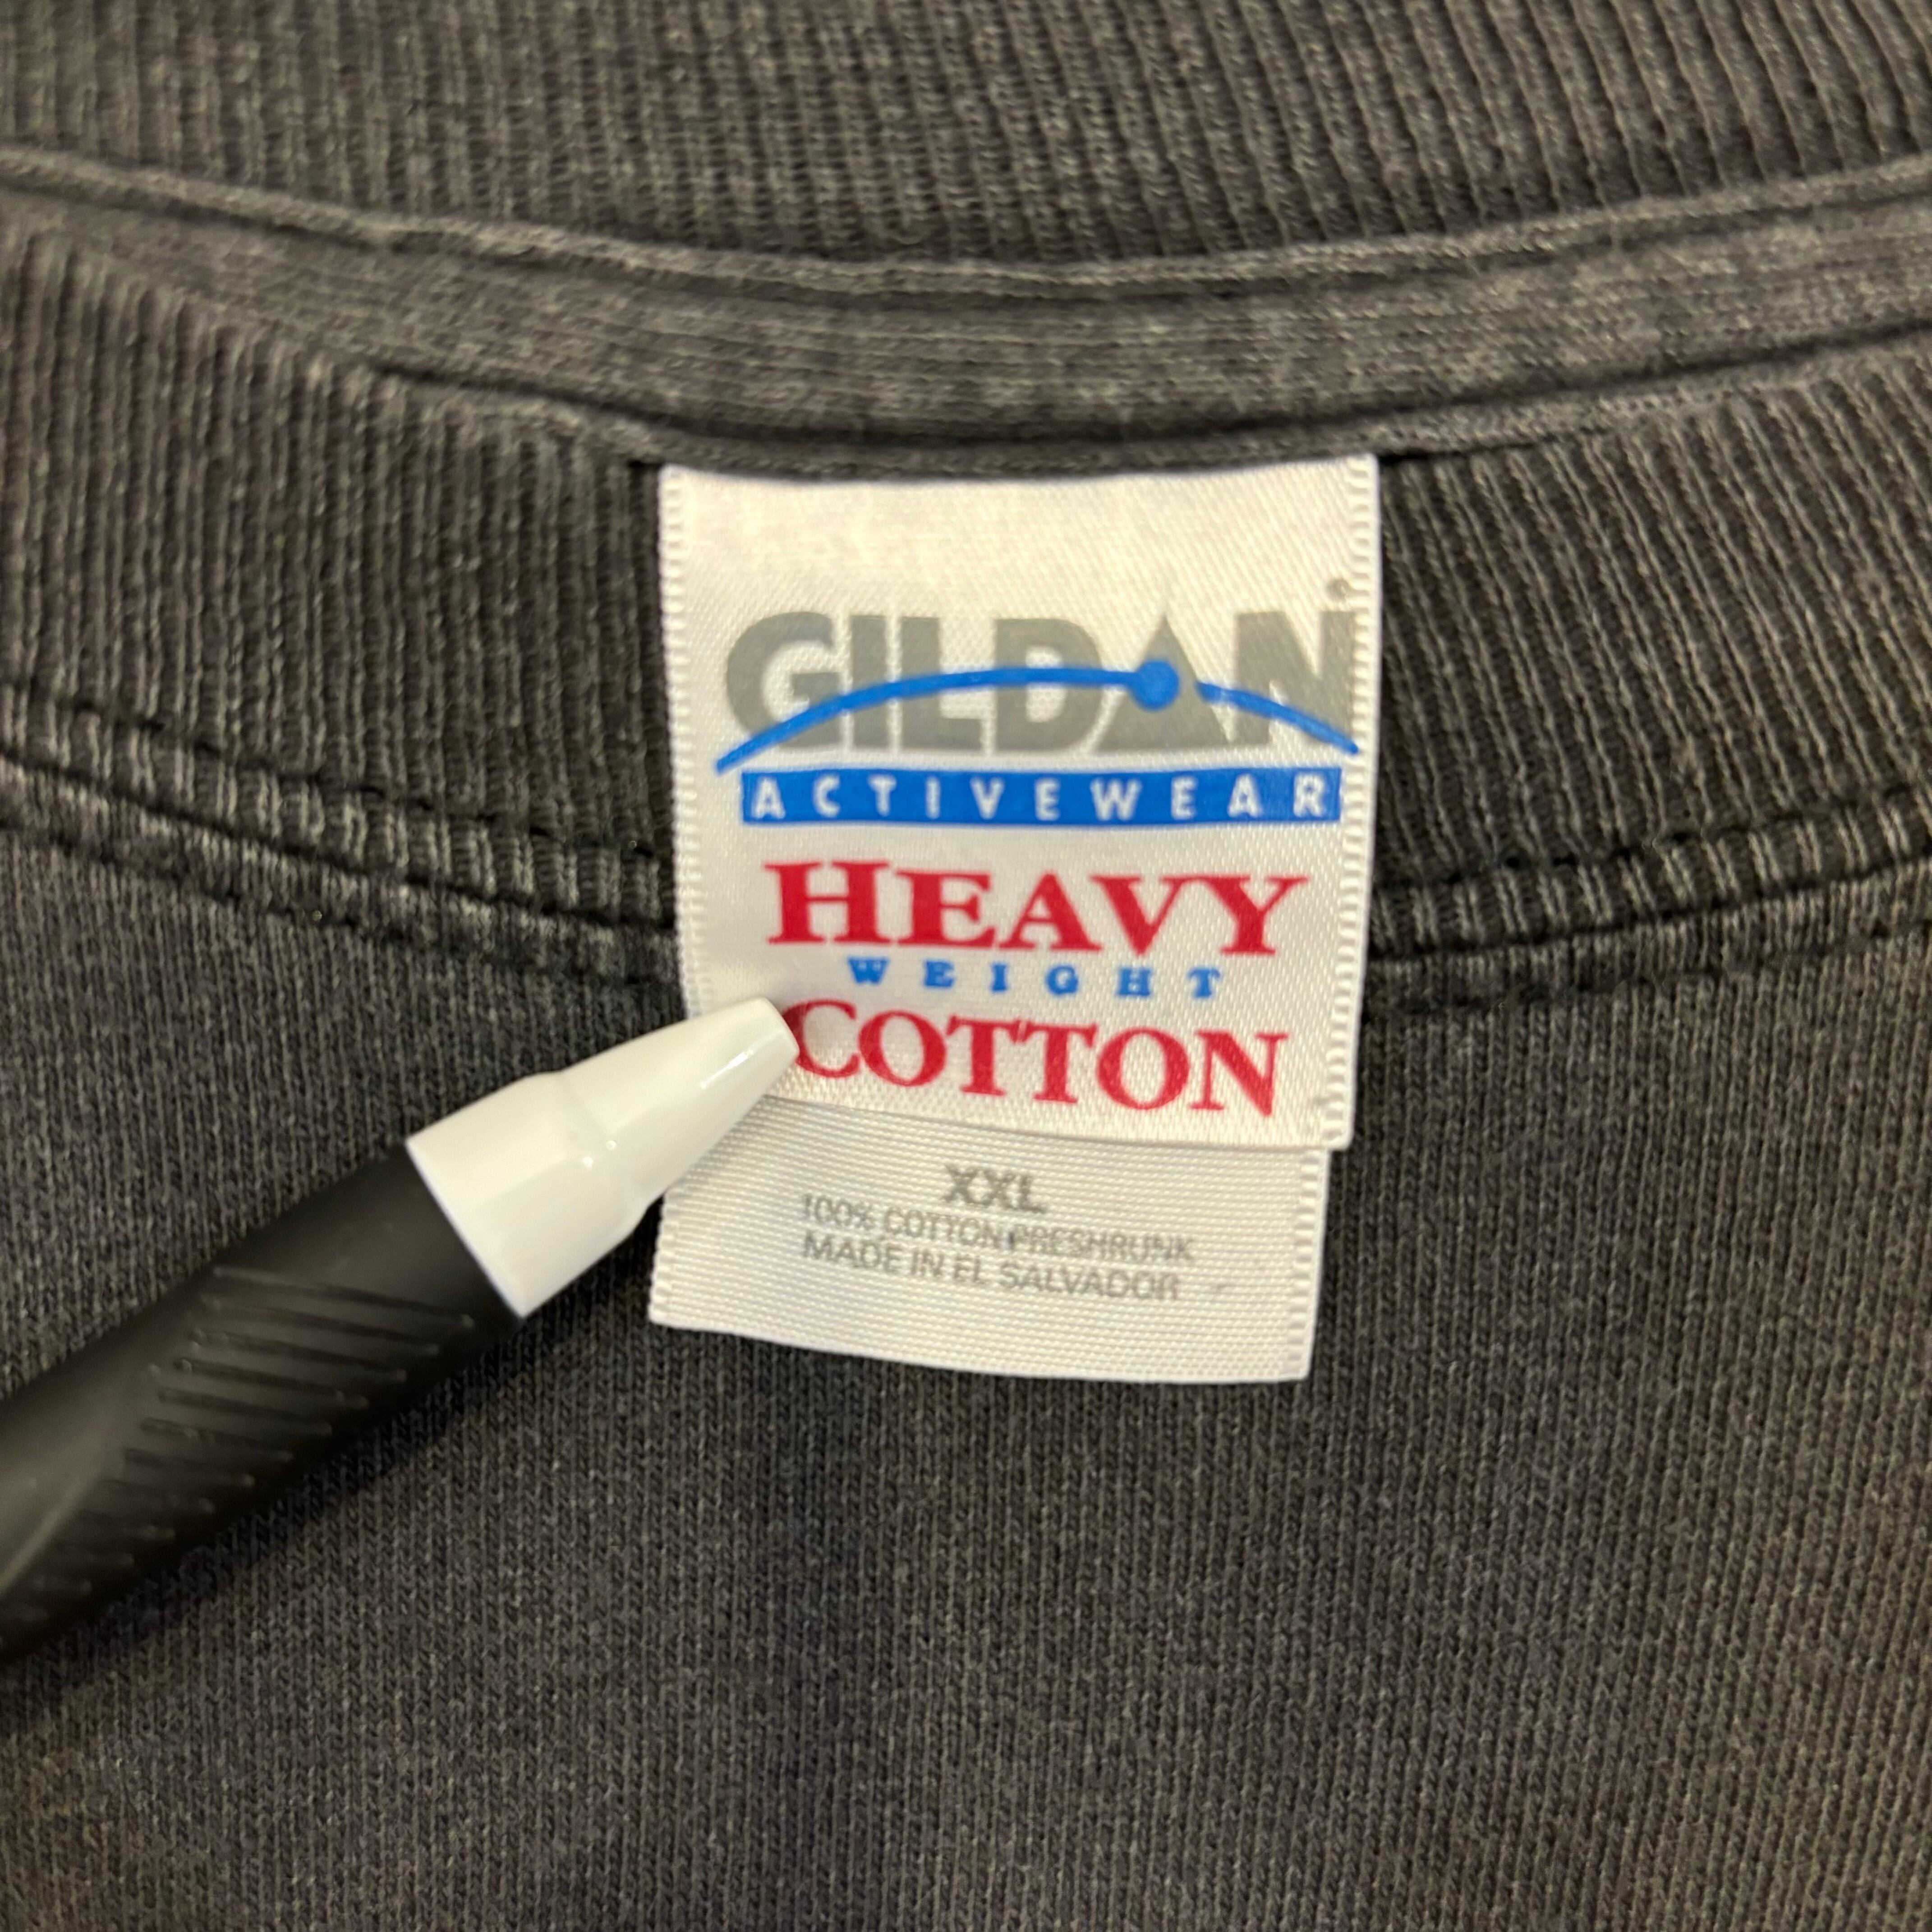 GILDAN®
ACTIVEWEAR
HEAVY
WEIGHT
COTTON
XXL
100% COTTON PRESHRUNK
MADE IN EL SALVADOR